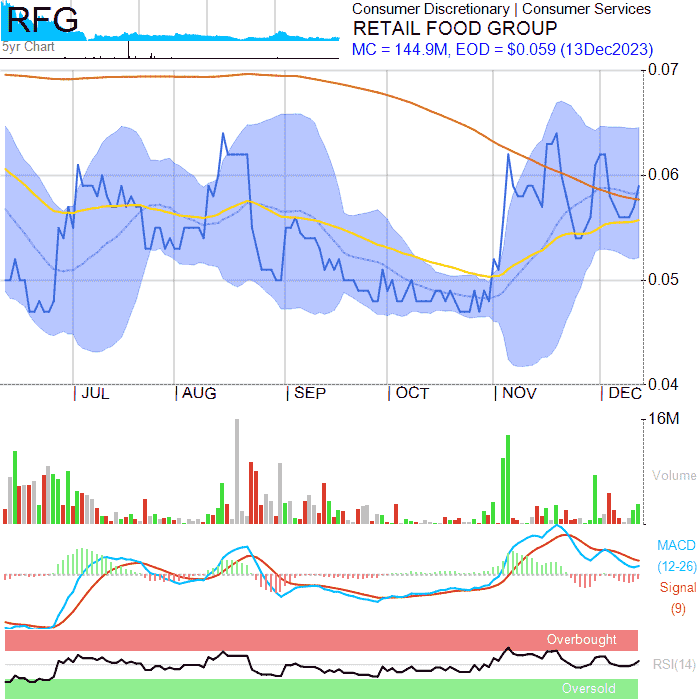 RFG
5yr Chart
Consumer Discretionary | Consumer Services
RETAIL FOOD GROUP
MC = 144.9M, EOD = $0.059 (13Dec2023)
0.07
0.06
0.05
0.04
| JUL | AUG | SEP | OCT | NOV | DEC
16M
Volume
MACD
(12-26)
Signal
(9)
Overbought
RSI(14)
Oversold